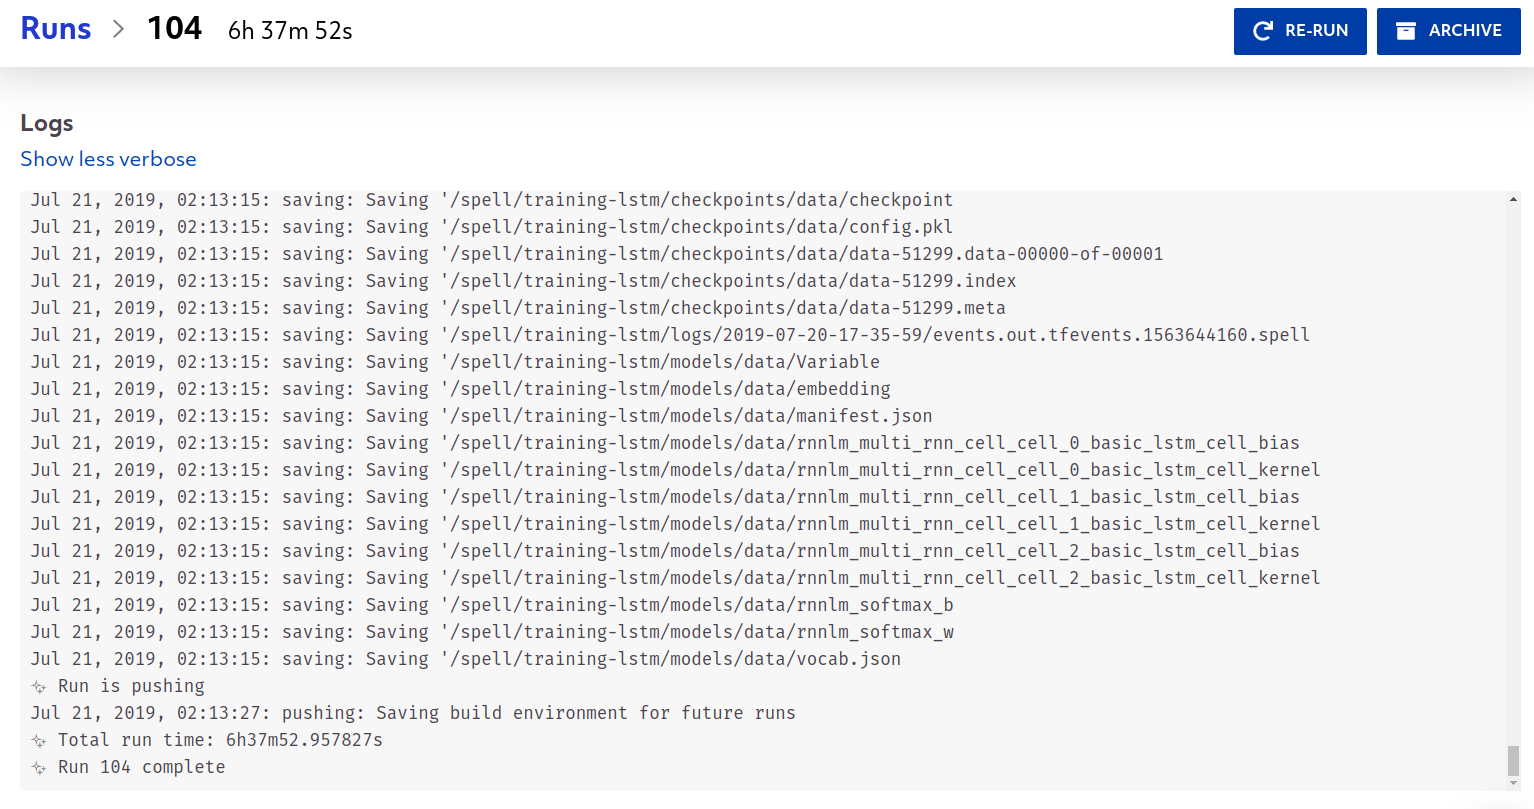 Runs > 104 6h 37m 52s
RE-RUN
ARCHIVE
Logs
Show less verbose
Jul 21, 2019, 02:13:15: saving: Saving '/spell/training-lstm/checkpoints/data/checkpoint
Jul 21, 2019, 02:13:15: saving: Saving '/spell/training-lstm/checkpoints/data/config.pkl
Jul 21, 2019, 02:13:15: saving: Saving '/spell/training-lstm/checkpoints/data/data-51299.data-00000-of-00001
Jul 21, 2019, 02:13:15: saving: Saving '/spell/training-lstm/checkpoints/data/data-51299.index
Jul 21, 2019, 02:13:15: saving: Saving '/spell/training-lstm/checkpoints/data/data-51299.meta
Jul 21, 2019, 02:13:15: saving: Saving '/spell/training-lstm/logs/2019-07-20-17-35-59/events.out.tfevents.1563644160.spell
Jul 21, 2019, 02:13:15: saving: Saving '/spell/training-lstm/models/data/Variable
Jul 21, 2019, 02:13:15: saving: Saving '/spell/training-lstm/models/data/embedding
Jul 21, 2019, 02:13:15: saving: Saving '/spell/training-lstm/models/data/manifest.json
Jul 21, 2019, 02:13:15: saving: Saving '/spell/training-lstm/models/data/rnnlm_multi_rnn_cell_cell_0_basic_lstm_cell_bias
Jul 21, 2019, 02:13:15: saving: Saving '/spell/training-lstm/models/data/rnnlm_multi_rnn_cell_cell_0_basic_lstm_cell_kernel
Jul 21, 2019, 02:13:15: saving: Saving '/spell/training-lstm/models/data/rnnlm_multi_rnn_cell_cell_1_basic_lstm_cell_bias
Jul 21, 2019, 02:13:15: saving: Saving '/spell/training-lstm/models/data/rnnlm_multi_rnn_cell_cell_1_basic_lstm_cell_kernel
Jul 21, 2019, 02:13:15: saving: Saving '/spell/training-lstm/models/data/rnnlm_multi_rnn_cell_cell_2_basic_lstm_cell_bias
Jul 21, 2019, 02:13:15: saving: Saving '/spell/training-lstm/models/data/rnnlm_multi_rnn_cell_cell_2_basic_lstm_cell_kernel
Jul 21, 2019, 02:13:15: saving: Saving '/spell/training-lstm/models/data/rnnlm_softmax_b
Jul 21, 2019, 02:13:15: saving: Saving '/spell/training-lstm/models/data/rnnlm_softmax_w
Jul 21, 2019, 02:13:15: saving: Saving '/spell/training-lstm/models/data/vocab.json
Run is pushing
Jul 21, 2019, 02:13:27: pushing: Saving build environment for future runs
Total run time: 6h37m52.957827s
Run 104 complete